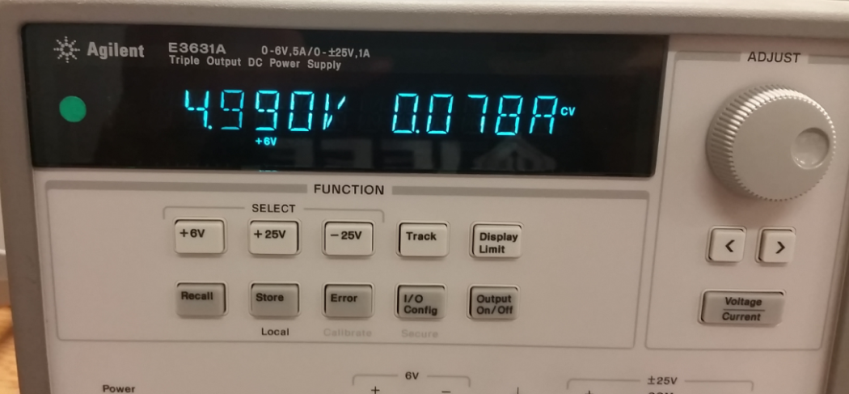 Agilent E3631A 0-6V,5A/0-±25V,1A
Triple Output DC Power Supply
4.990V 0.078A CV
+6V
ADJUST
FUNCTION
SELECT
+6V +25V -25V Track Display Limit
< >
Recall Store Error I/O Config Output On/Off
Voltage
Current
Local Calibrate Secure
6V ±25V
Power + -